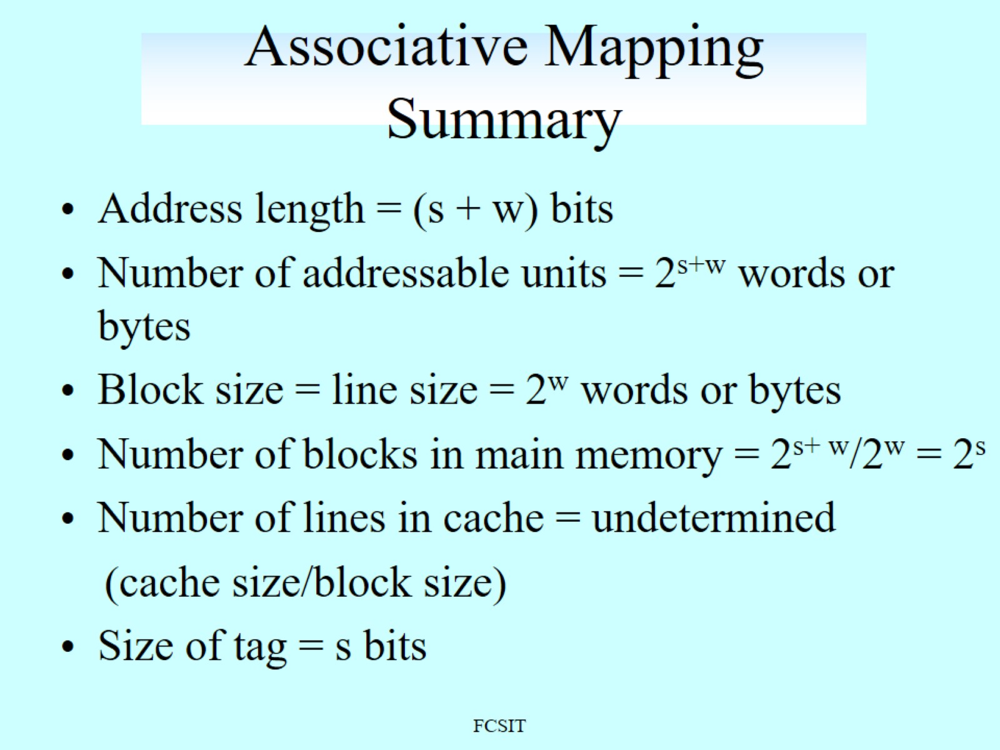 Associative Mapping
Summary
• Address length = (s + w) bits
• Number of addressable units = 2^{s+w} words or
bytes
• Block size = line size = 2^{w} words or bytes
• Number of blocks in main memory = 2^{s+ w}/2^{w} = 2^{s}
• Number of lines in cache = undetermined
(cache size/block size)
• Size of tag = s bits
FCSIT